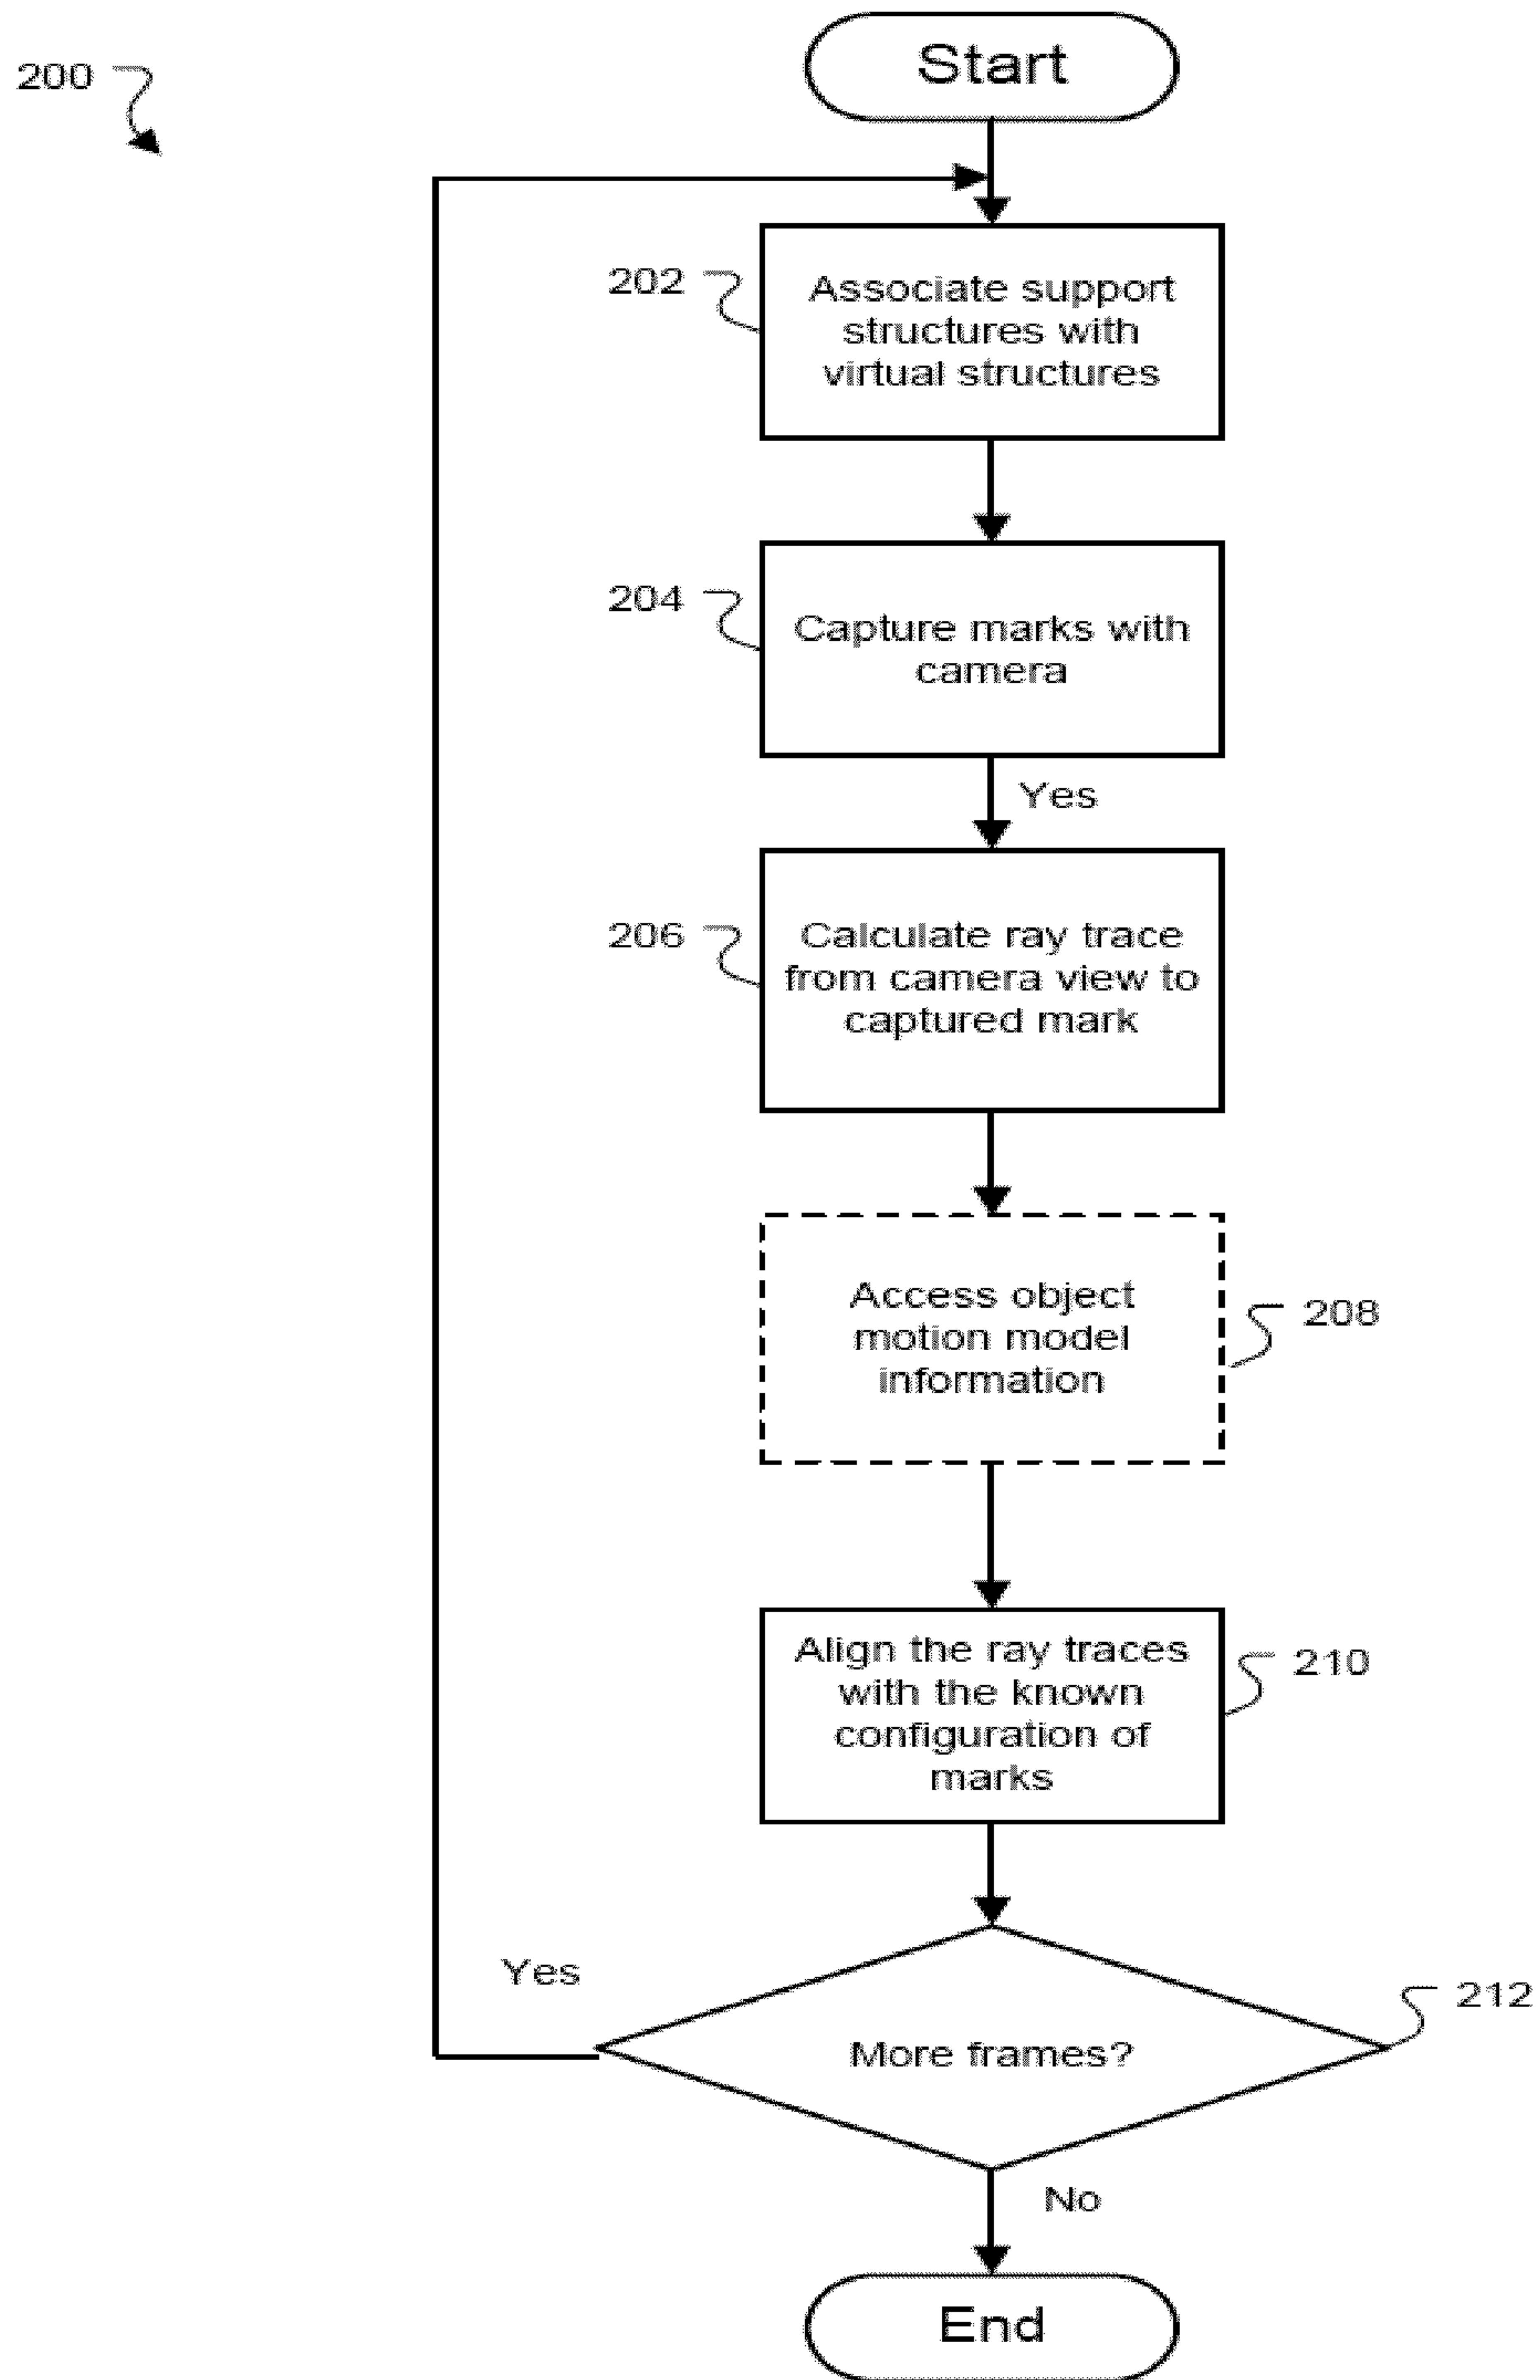 Start
200
202
Associate support
structures with
virtual structures
204
Capture marks with
camera
Yes
206
Calculate ray trace
from camera view to
captured mark
Access object
motion model
information
208
Align the ray traces
with the known
configuration of
marks
210
Yes
More frames?
212
No
End